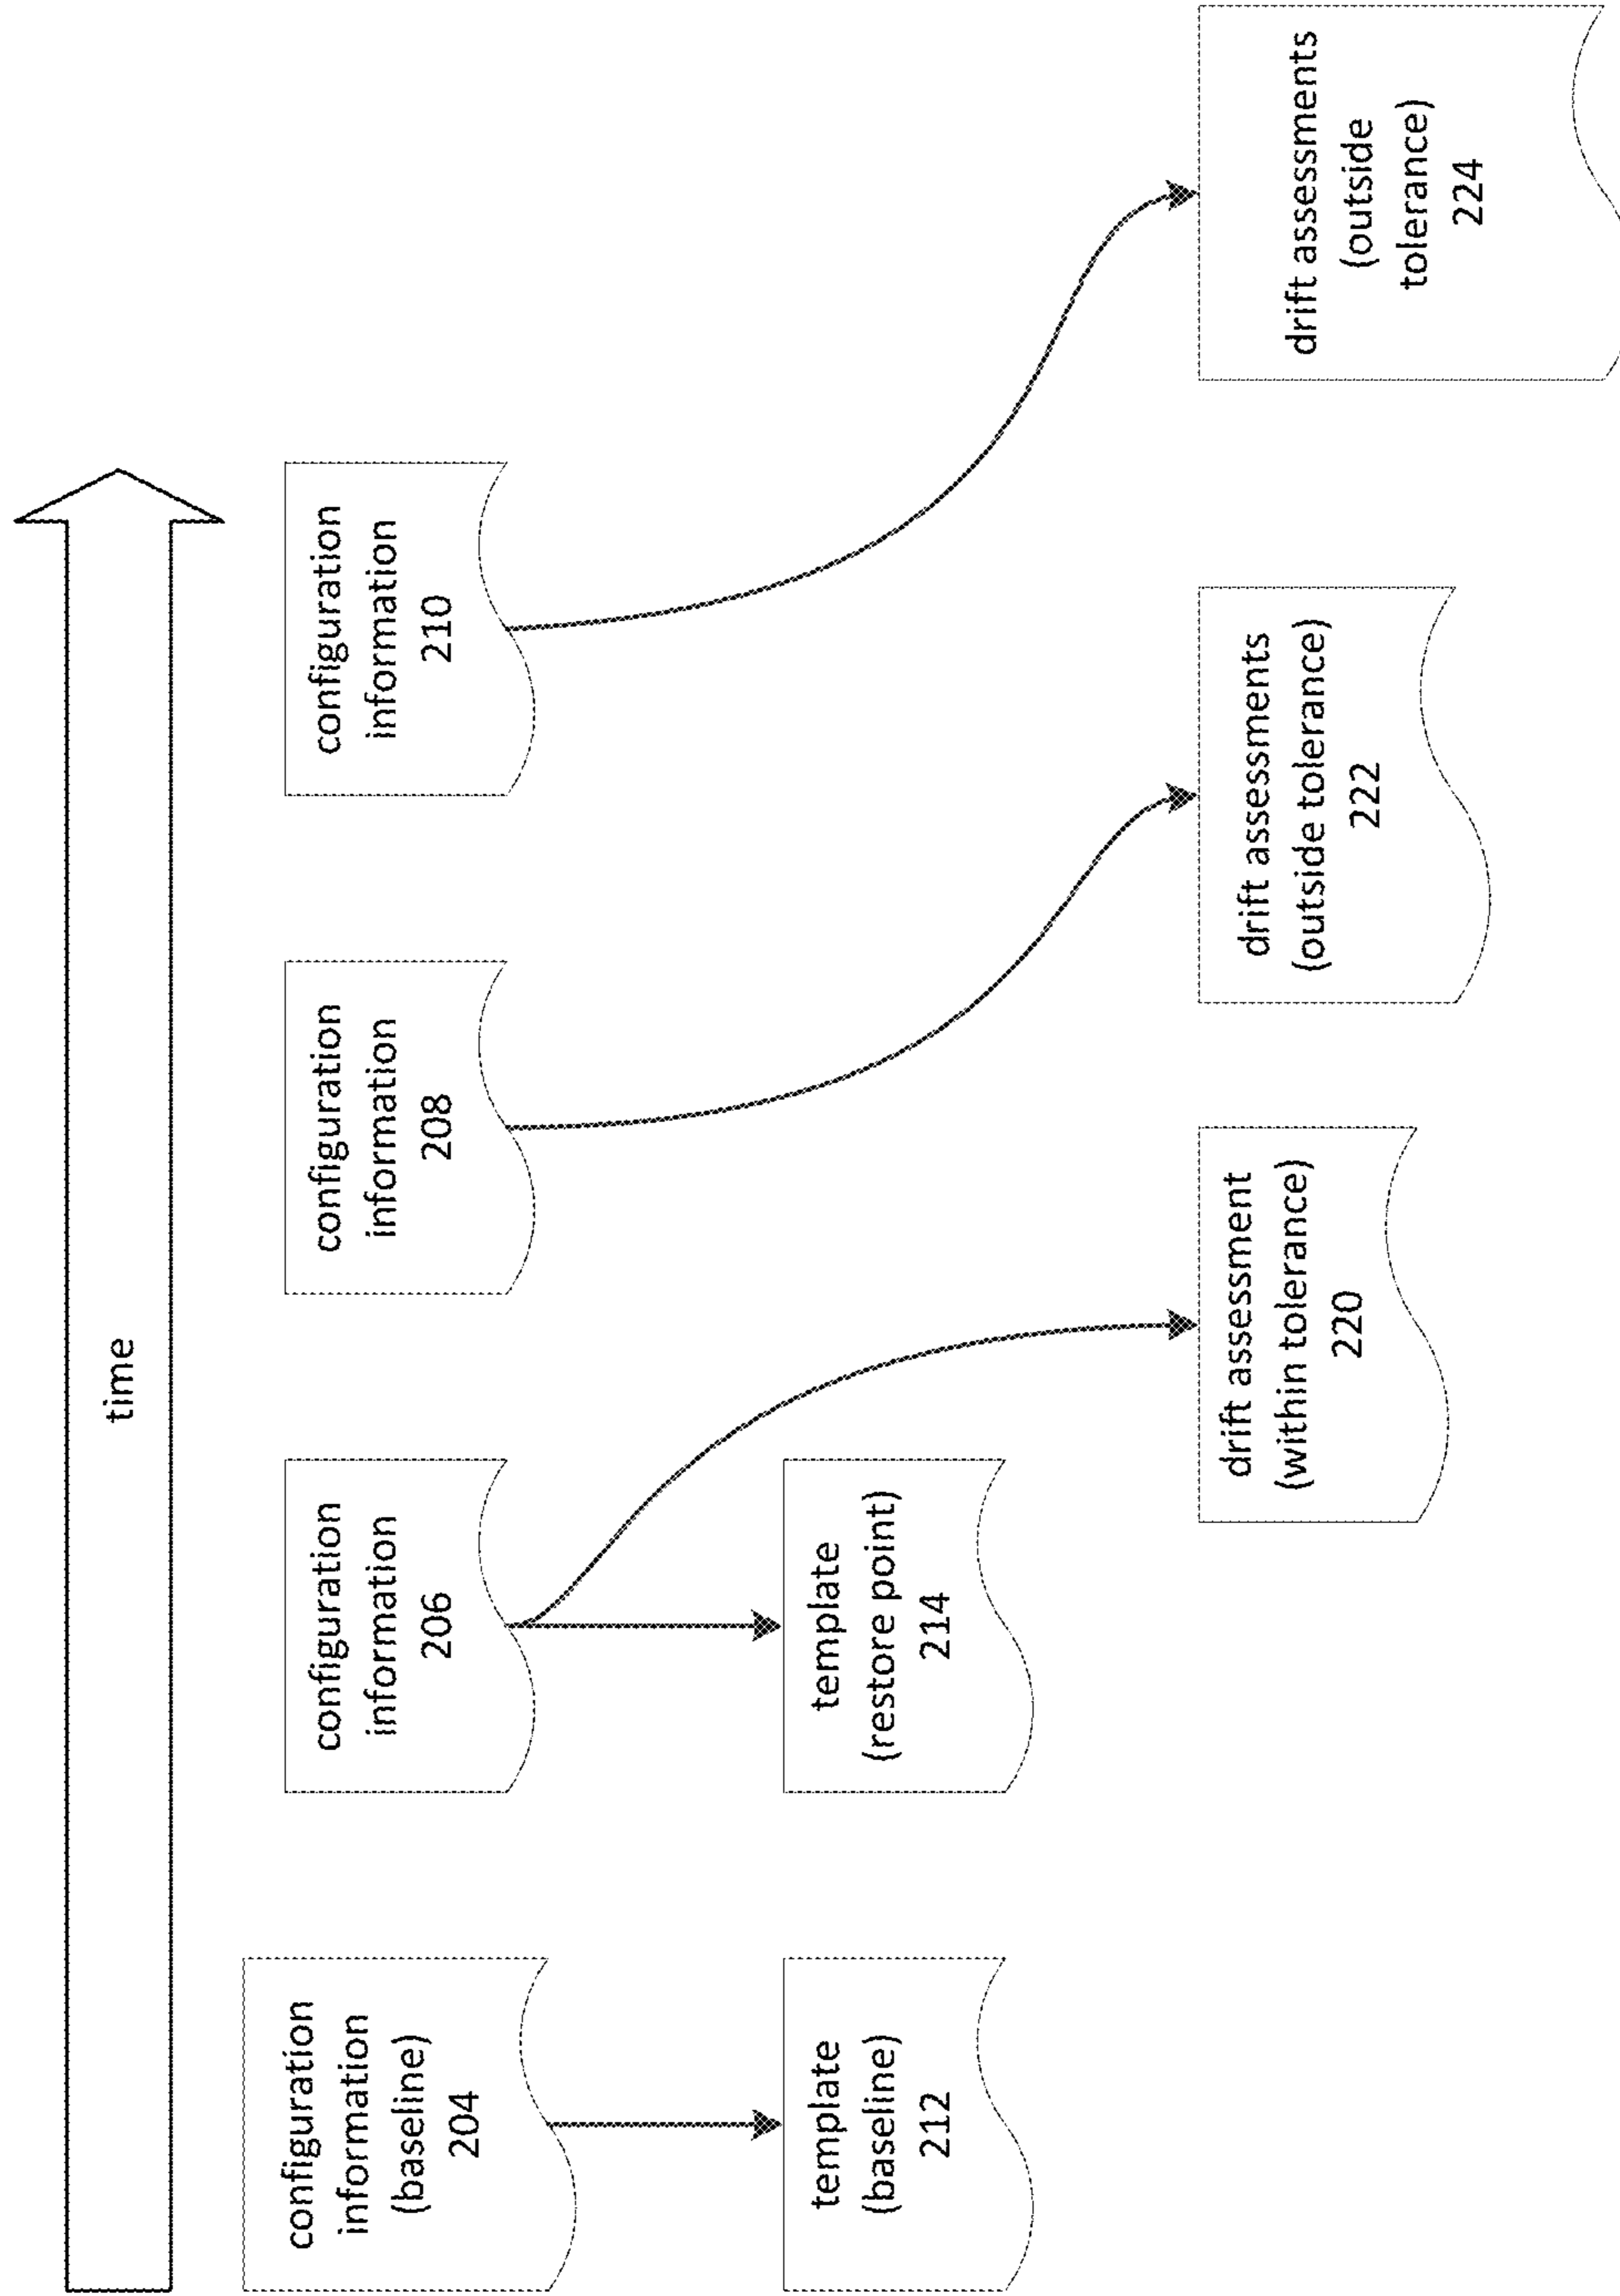 time
configuration
information
(baseline)
204
configuration
information
206
configuration
information
208
configuration
information
210
template
(baseline)
212
template
(restore point)
214
drift assessment
(within tolerance)
220
drift assessments
(outside tolerance)
222
drift assessments
(outside
tolerance)
224